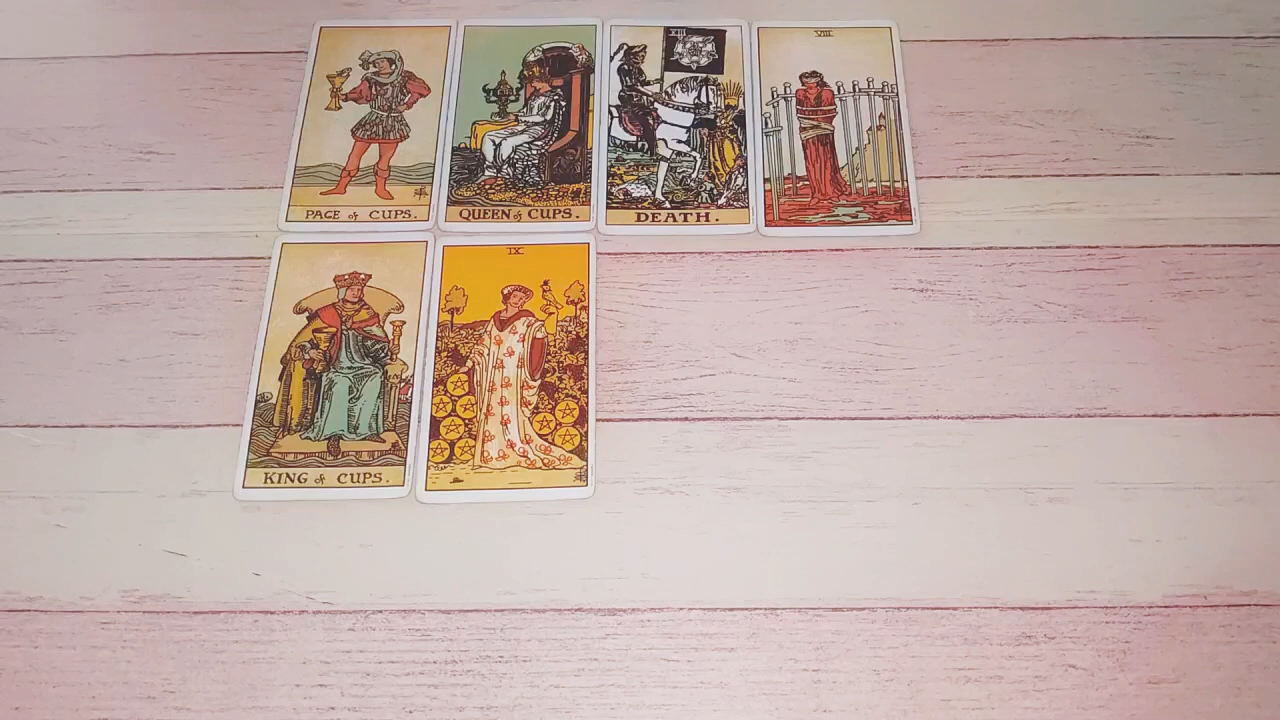 PAGE of CUPS.
QUEEN of CUPS.
XIII
DEATH.
VIII
KING of CUPS.
IX